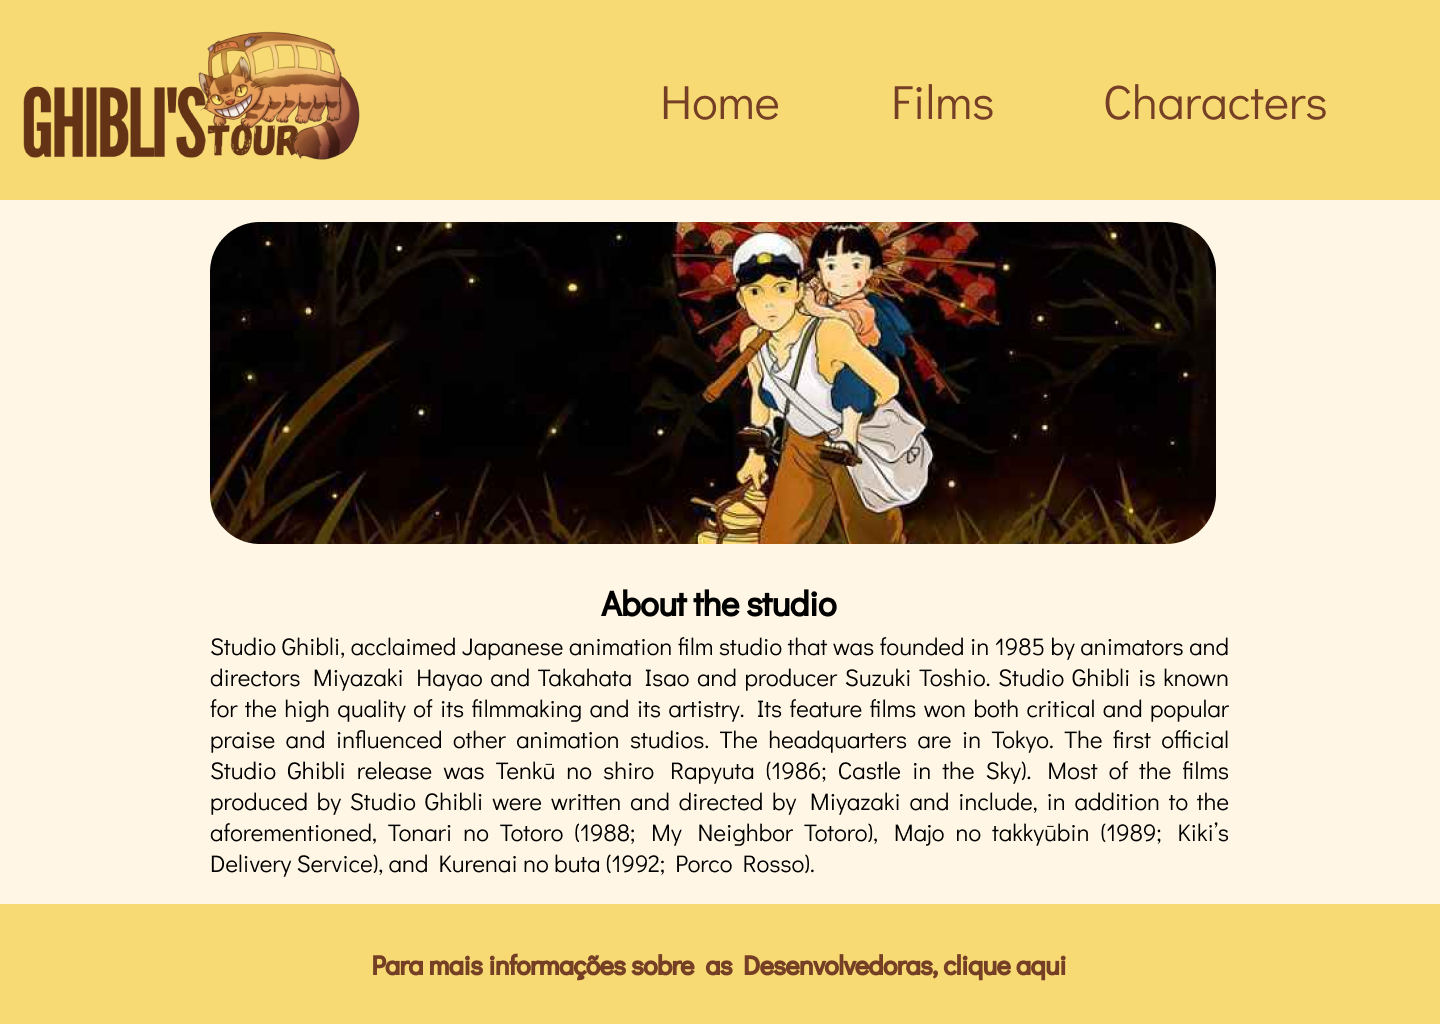 GHIBLI'S TOUR
Home Films Characters
About the studio
Studio Ghibli, acclaimed Japanese animation film studio that was founded in 1985 by animators and
directors Miyazaki Hayao and Takahata Isao and producer Suzuki Toshio. Studio Ghibli is known
for the high quality of its filmmaking and its artistry. Its feature films won both critical and popular
praise and influenced other animation studios. The headquarters are in Tokyo. The first official
Studio Ghibli release was Tenkū no shiro Rapyuta (1986; Castle in the Sky). Most of the films
produced by Studio Ghibli were written and directed by Miyazaki and include, in addition to the
aforementioned, Tonari no Totoro (1988; My Neighbor Totoro), Majo no takkyūbin (1989; Kiki’s
Delivery Service), and Kurenai no buta (1992; Porco Rosso).
Para mais informações sobre as Desenvolvedoras, clique aqui